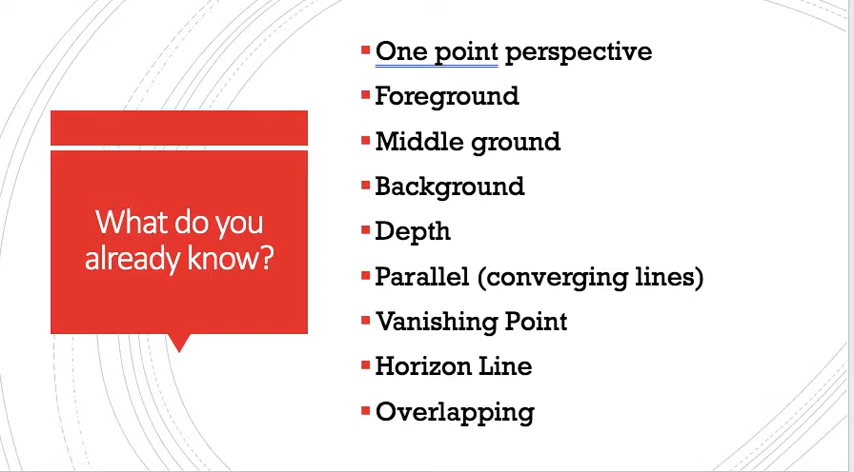 What do you
already know?
One point perspective
Foreground
Middle ground
Background
Depth
Parallel (converging lines)
Vanishing Point
Horizon Line
Overlapping